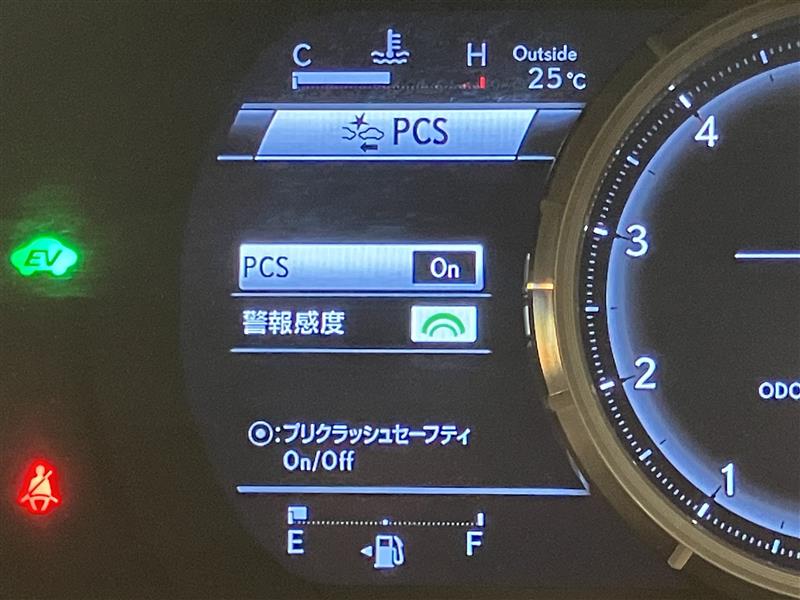 C H Outside
25℃
PCS
4
EV
3
PCS On
警報感度
2
ODO
⦿:プリクラッシュセーフティ
On/Off
1
E F